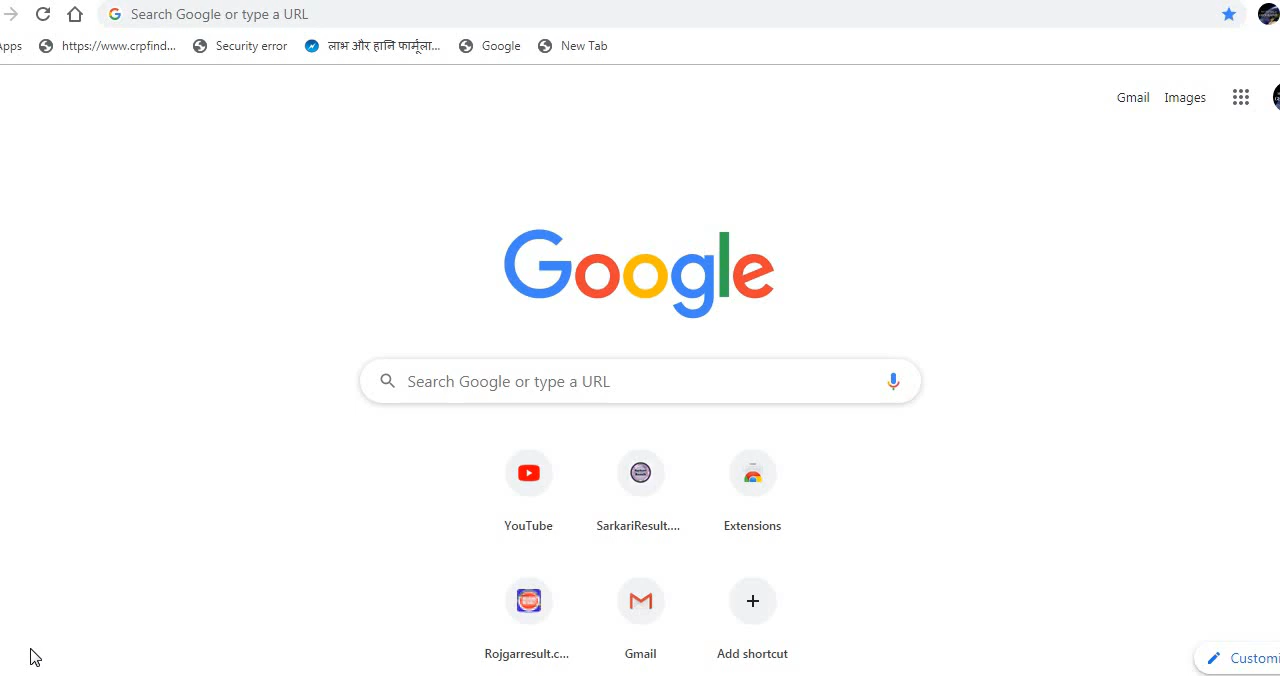 Search Google or type a URL
pps https://www.crpfind... Security error लाभ और हानि फार्मूला... Google New Tab
Gmail Images
Google
Search Google or type a URL
YouTube SarkariResult.... Extensions
Rojgarresult.c... Gmail Add shortcut
Customi